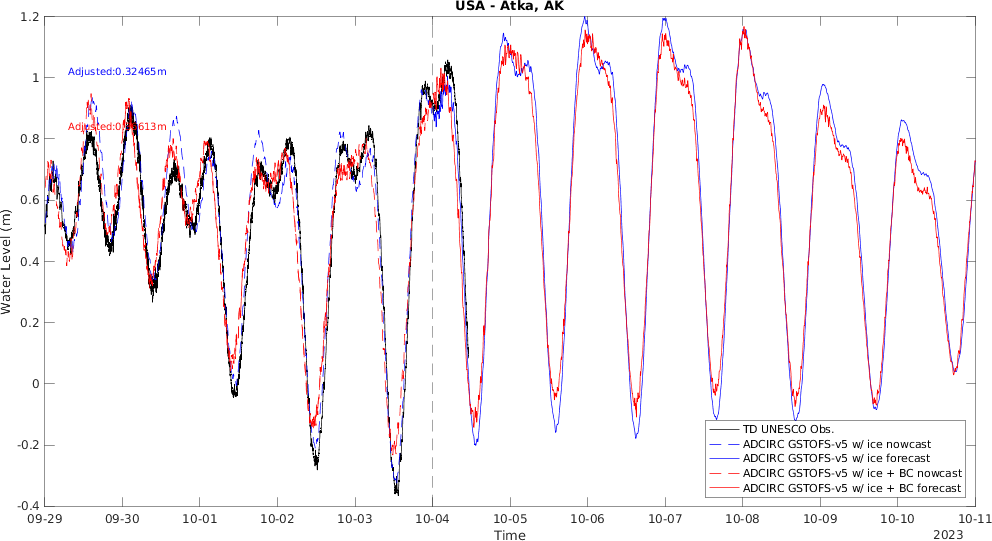 USA - Atka, AK
1.2
1
0.8
0.6
0.4
0.2
0
-0.2
-0.4
Water Level (m)
Adjusted:0.32465m
09-29
09-30
10-01
10-02
10-03
10-04
10-05
10-06
10-07
10-08
10-09
10-10
10-11
Time
2023
TD UNESCO Obs.
ADCIRC GSTOFS-v5 w/ ice nowcast
ADCIRC GSTOFS-v5 w/ ice forecast
ADCIRC GSTOFS-v5 w/ ice + BC nowcast
ADCIRC GSTOFS-v5 w/ ice + BC forecast